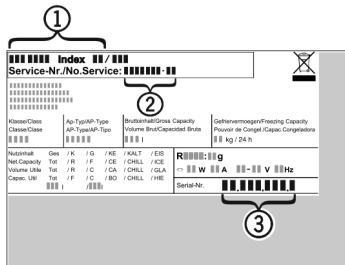 1
Index /
Service-Nr./No.Service: -
2
Klasse/Class Ap-Typ/AP-Type Bruttoinhalt/Gross Capacity Gefriervermoegen/Freezing Capacity
Classe/Clase AP-Type/AP-Tipo Volume Brut/Capacidad Bruta Pouvoir de Congel./Capac.Congeladora
l kg / 24 h
Nutzinhalt Ges / K / G / KE / KALT / EIS
Net.Capacity Tot / R / F / CE / CHILL / ICE
Volume Utile Tot / R / C / CA / CHILL / GLA
Capac. Util Tot / F / C / BO / CHILL / HIE
l / l
R : g
W A - V Hz
Serial-Nr. . . .
3